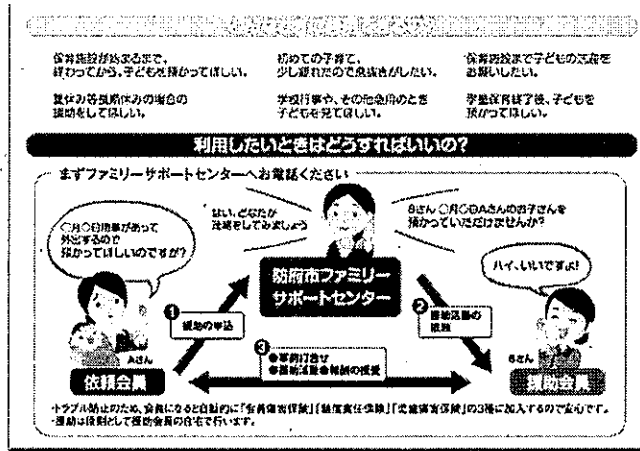 保育施設が始まるまで、
終わってから、子どもを預かってほしい。
初めての子育て、
少し疲れたので息抜きがしたい。
保育施設まで子どもの送迎を
お願いしたい。
夏休み等長期休みの場合の
援助をしてほしい。
学校行事や、その他急用のとき
子どもを見てほしい。
学童保育終了後、子どもを
預かってほしい。
利用したいときはどうすればいいの?
まずファミリーサポートセンターへお電話ください
○月○日用事があって
外出するので
預かってほしいのですが?
はい、どなたか
連絡をしてみましょう
Bさん ○月○日Aさんのお子さんを
預かっていただけませんか?
ハイ、いいですよ!
防府市ファミリー
サポートセンター
❶
援助の申込
❷
援助活動の
依頼
❸
●事前打合せ
●援助活動●報酬の授受
Aさん
依頼会員
Bさん
援助会員
・トラブル防止のため、会員になると自動的に「会員傷害保険」「賠償責任保険」「児童傷害保険」の3種に加入するので安心です。
・援助は原則として援助会員の自宅で行います。